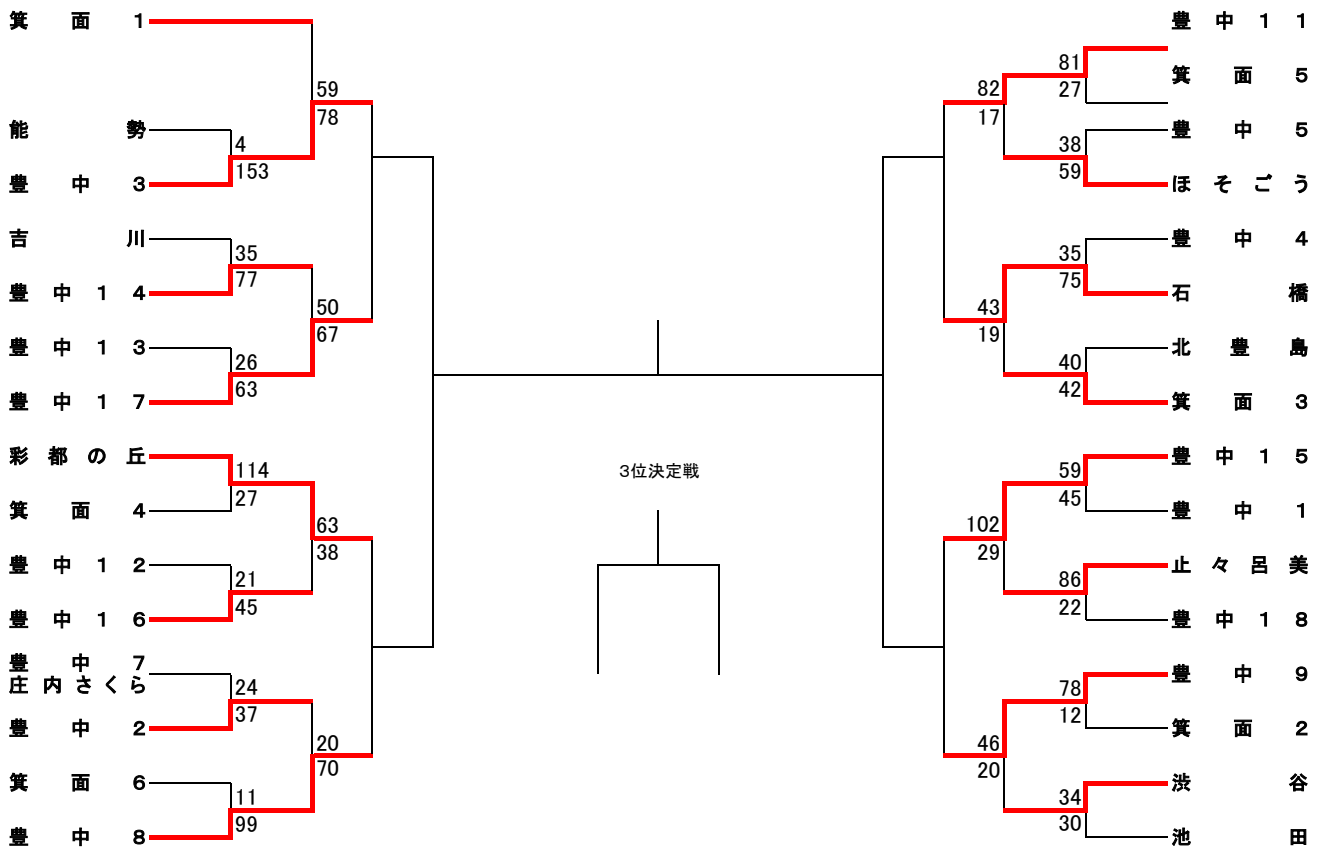 箕面１
59
78
能勢
4
153
豊中３
吉川
35
77
豊中１４
50
67
豊中１３
26
63
豊中１７
彩都の丘
114
27
箕面４
63
38
豊中１２
21
45
豊中１６
豊中７
庄内さくら
24
37
豊中２
20
70
箕面６
11
99
豊中８
3位決定戦
豊中１１
81
27
箕面５
82
17
豊中５
38
59
ほそごう
豊中４
35
75
石橋
43
19
北豊島
40
42
箕面３
豊中１５
59
45
豊中１
102
29
止々呂美
86
22
豊中１８
豊中９
78
12
箕面２
46
20
渋谷
34
30
池田